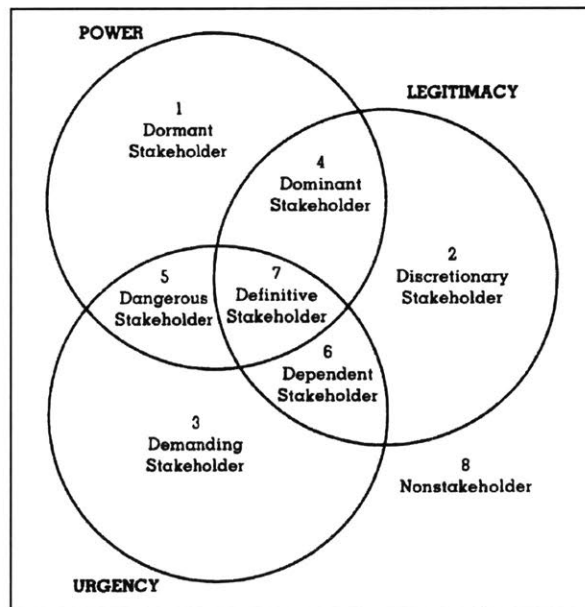 POWER
LEGITIMACY
1
Dormant
Stakeholder
4
Dominant
Stakeholder
2
Discretionary
Stakeholder
5
Dangerous
Stakeholder
7
Definitive
Stakeholder
6
Dependent
Stakeholder
3
Demanding
Stakeholder
8
Nonstakeholder
URGENCY